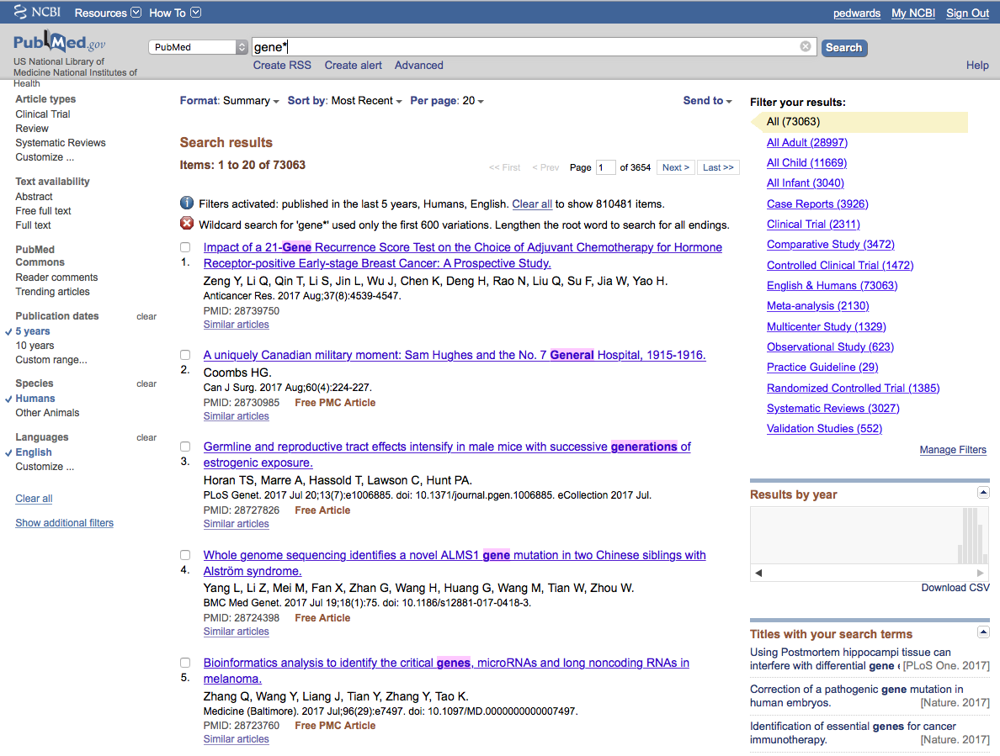 NCBI Resources How To pedwards My NCBI Sign Out
PubMed.gov
US National Library of
Medicine National Institutes of
Health
PubMed gene* Search
Create RSS Create alert Advanced Help
Article types
Clinical Trial
Review
Systematic Reviews
Customize ...
Text availability
Abstract
Free full text
Full text
PubMed
Commons
Reader comments
Trending articles
Publication dates clear
5 years
10 years
Custom range...
Species clear
Humans
Other Animals
Languages clear
English
Customize ...
Clear all
Show additional filters
Format: Summary Sort by: Most Recent Per page: 20 Send to
Search results
Items: 1 to 20 of 73063
<< First < Prev Page 1 of 3654 Next > Last >>
Filters activated: published in the last 5 years, Humans, English. Clear all to show 810481 items.
Wildcard search for 'gene*' used only the first 600 variations. Lengthen the root word to search for all endings.
Impact of a 21-Gene Recurrence Score Test on the Choice of Adjuvant Chemotherapy for Hormone
1. Receptor-positive Early-stage Breast Cancer: A Prospective Study.
Zeng Y, Li Q, Qin T, Li S, Jin L, Wu J, Chen K, Deng H, Rao N, Liu Q, Su F, Jia W, Yao H.
Anticancer Res. 2017 Aug;37(8):4539-4547.
PMID: 28739750
Similar articles
A uniquely Canadian military moment: Sam Hughes and the No. 7 General Hospital, 1915-1916.
2. Coombs HG.
Can J Surg. 2017 Aug;60(4):224-227.
PMID: 28730985 Free PMC Article
Similar articles
Germline and reproductive tract effects intensify in male mice with successive generations of
3. estrogenic exposure.
Horan TS, Marre A, Hassold T, Lawson C, Hunt PA.
PLoS Genet. 2017 Jul 20;13(7):e1006885. doi: 10.1371/journal.pgen.1006885. eCollection 2017 Jul.
PMID: 28727826 Free Article
Similar articles
Whole genome sequencing identifies a novel ALMS1 gene mutation in two Chinese siblings with
4. Alström syndrome.
Yang L, Li Z, Mei M, Fan X, Zhan G, Wang H, Huang G, Wang M, Tian W, Zhou W.
BMC Med Genet. 2017 Jul 19;18(1):75. doi: 10.1186/s12881-017-0418-3.
PMID: 28724398 Free Article
Similar articles
Bioinformatics analysis to identify the critical genes, microRNAs and long noncoding RNAs in
5. melanoma.
Zhang Q, Wang Y, Liang J, Tian Y, Zhang Y, Tao K.
Medicine (Baltimore). 2017 Jul;96(29):e7497. doi: 10.1097/MD.0000000000007497.
PMID: 28723760 Free PMC Article
Similar articles
Filter your results:
All (73063)
All Adult (28997)
All Child (11669)
All Infant (3040)
Case Reports (3926)
Clinical Trial (2311)
Comparative Study (3472)
Controlled Clinical Trial (1472)
English & Humans (73063)
Meta-analysis (2130)
Multicenter Study (1329)
Observational Study (623)
Practice Guideline (29)
Randomized Controlled Trial (1385)
Systematic Reviews (3027)
Validation Studies (552)
Manage Filters
Results by year
Download CSV
Titles with your search terms
Using Postmortem hippocampi tissue can
interfere with differential gene [PLoS One. 2017]
Correction of a pathogenic gene mutation in
human embryos. [Nature. 2017]
Identification of essential genes for cancer
immunotherapy. [Nature. 2017]